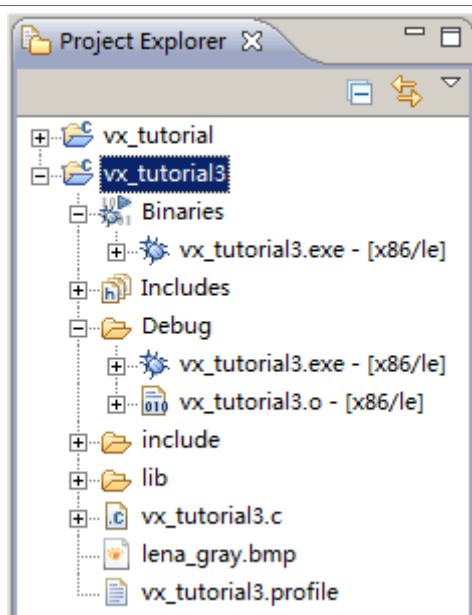 Project Explorer
vx_tutorial
vx_tutorial3
Binaries
vx_tutorial3.exe - [x86/le]
Includes
Debug
vx_tutorial3.exe - [x86/le]
vx_tutorial3.o - [x86/le]
include
lib
vx_tutorial3.c
lena_gray.bmp
vx_tutorial3.profile